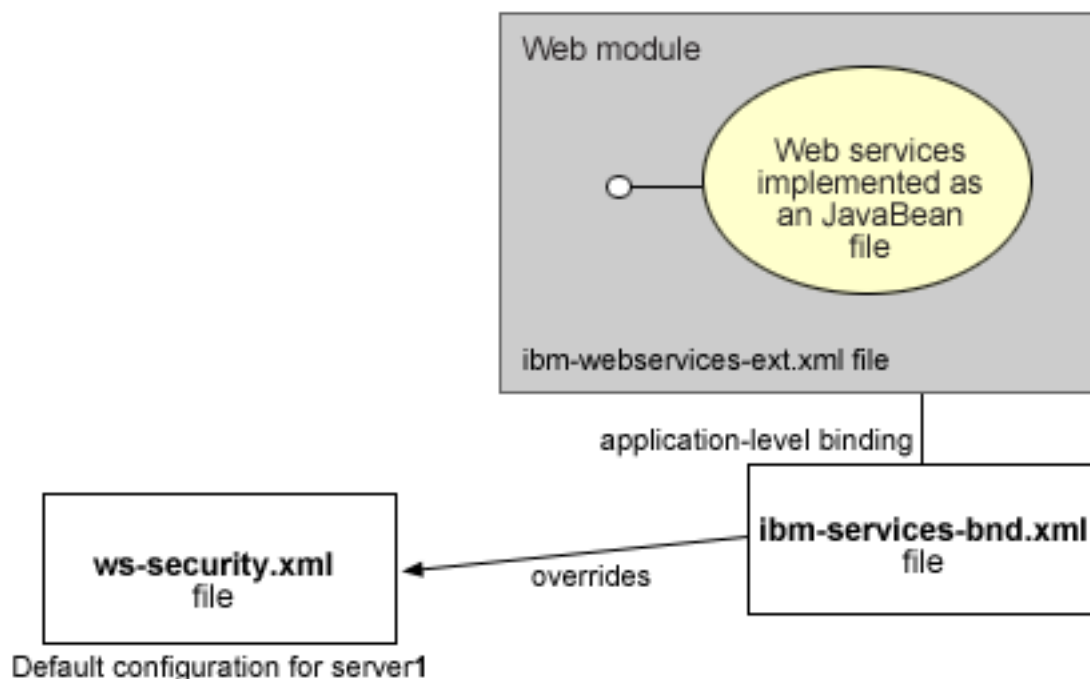 Web module
Web services
implemented as
an JavaBean
file
ibm-webservices-ext.xml file
application-level binding
ibm-services-bnd.xml
file
overrides
ws-security.xml
file
Default configuration for server1